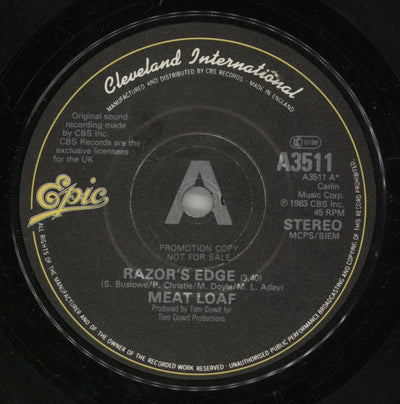 Cleveland International
MANUFACTURED AND DISTRIBUTED BY CBS RECORDS · MADE IN ENGLAND
Original sound
recording made by
CBS Inc.
CBS Records are the
exclusive licensees
for the UK
0199
A3511
A3511 A*
Carlin
Music Corp.
℗ 1983 CBS Inc.
45 RPM
STEREO
MCPS/BIEM
Epic
A
PROMOTION COPY
NOT FOR SALE
RAZOR'S EDGE (3.40)
(S. Buslowe/P. Christie/M. Doyle/M. L. Aday)
MEAT LOAF
Produced by Tom Dowd for
Tom Dowd Productions
ALL RIGHTS OF THE MANUFACTURER AND OF THE OWNER OF THE RECORDED WORK RESERVED · UNAUTHORISED PUBLIC PERFORMANCE BROADCASTING AND COPYING OF THIS RECORD PROHIBITED